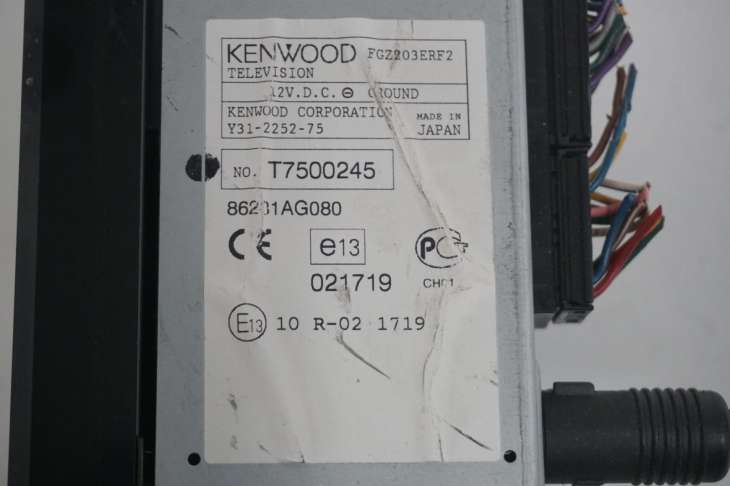 KENWOOD FGZ203ERF2
TELEVISION
12V.D.C. ⊖ GROUND
KENWOOD CORPORATION
Y31-2252-75
MADE IN
JAPAN
NO. T7500245
86281AG080
CE e13 PC
021719 CH01
E13 10 R-02 1719